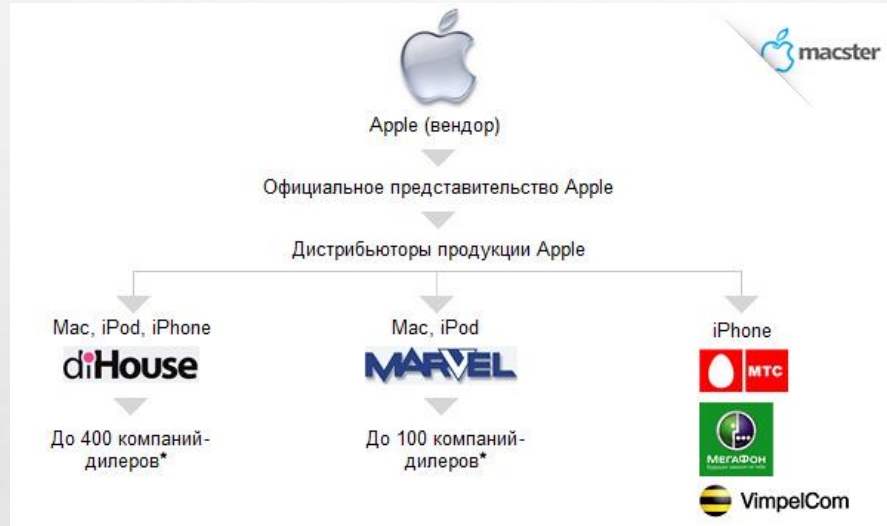 macster
Apple (вендор)
Официальное представительство Apple
Дистрибьюторы продукции Apple
Mac, iPod, iPhone
diHouse
До 400 компаний-
дилеров*
Mac, iPod
MARVEL
До 100 компаний-
дилеров*
iPhone
МТС
МЕГАФОН
VimpelCom